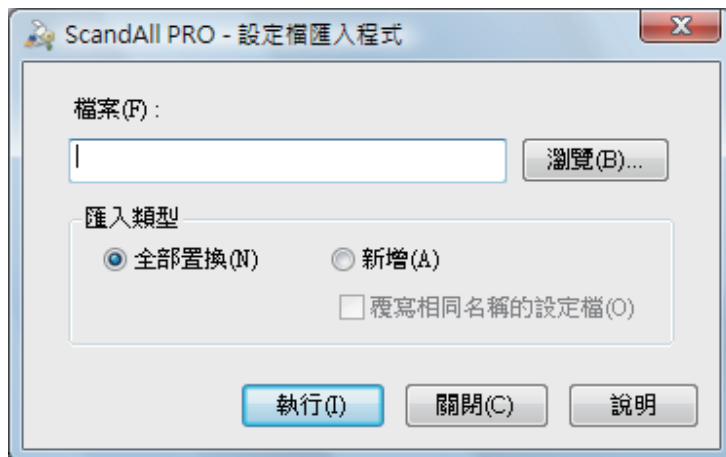 ScandAll PRO - 設定檔匯入程式
檔案(F) :
瀏覽(B)...
匯入類型
全部置換(N) 新增(A)
覆寫相同名稱的設定檔(O)
執行(I) 關閉(C) 說明